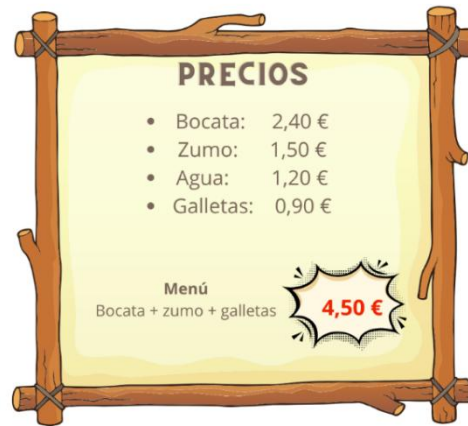 PRECIOS
• Bocata: 2,40 €
• Zumo: 1,50 €
• Agua: 1,20 €
• Galletas: 0,90 €
Menú
Bocata + zumo + galletas
4,50 €